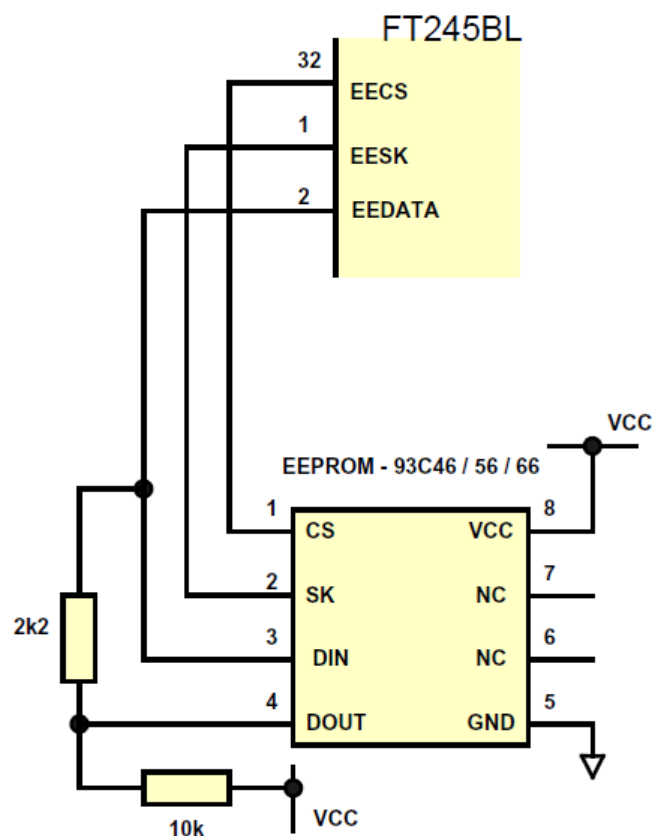 FT245BL
32
EECS
1
EESK
2
EEDATA
VCC
EEPROM - 93C46 / 56 / 66
1
CS
VCC
8
2
SK
NC
7
2k2
3
DIN
NC
6
4
DOUT
GND
5
10k
VCC